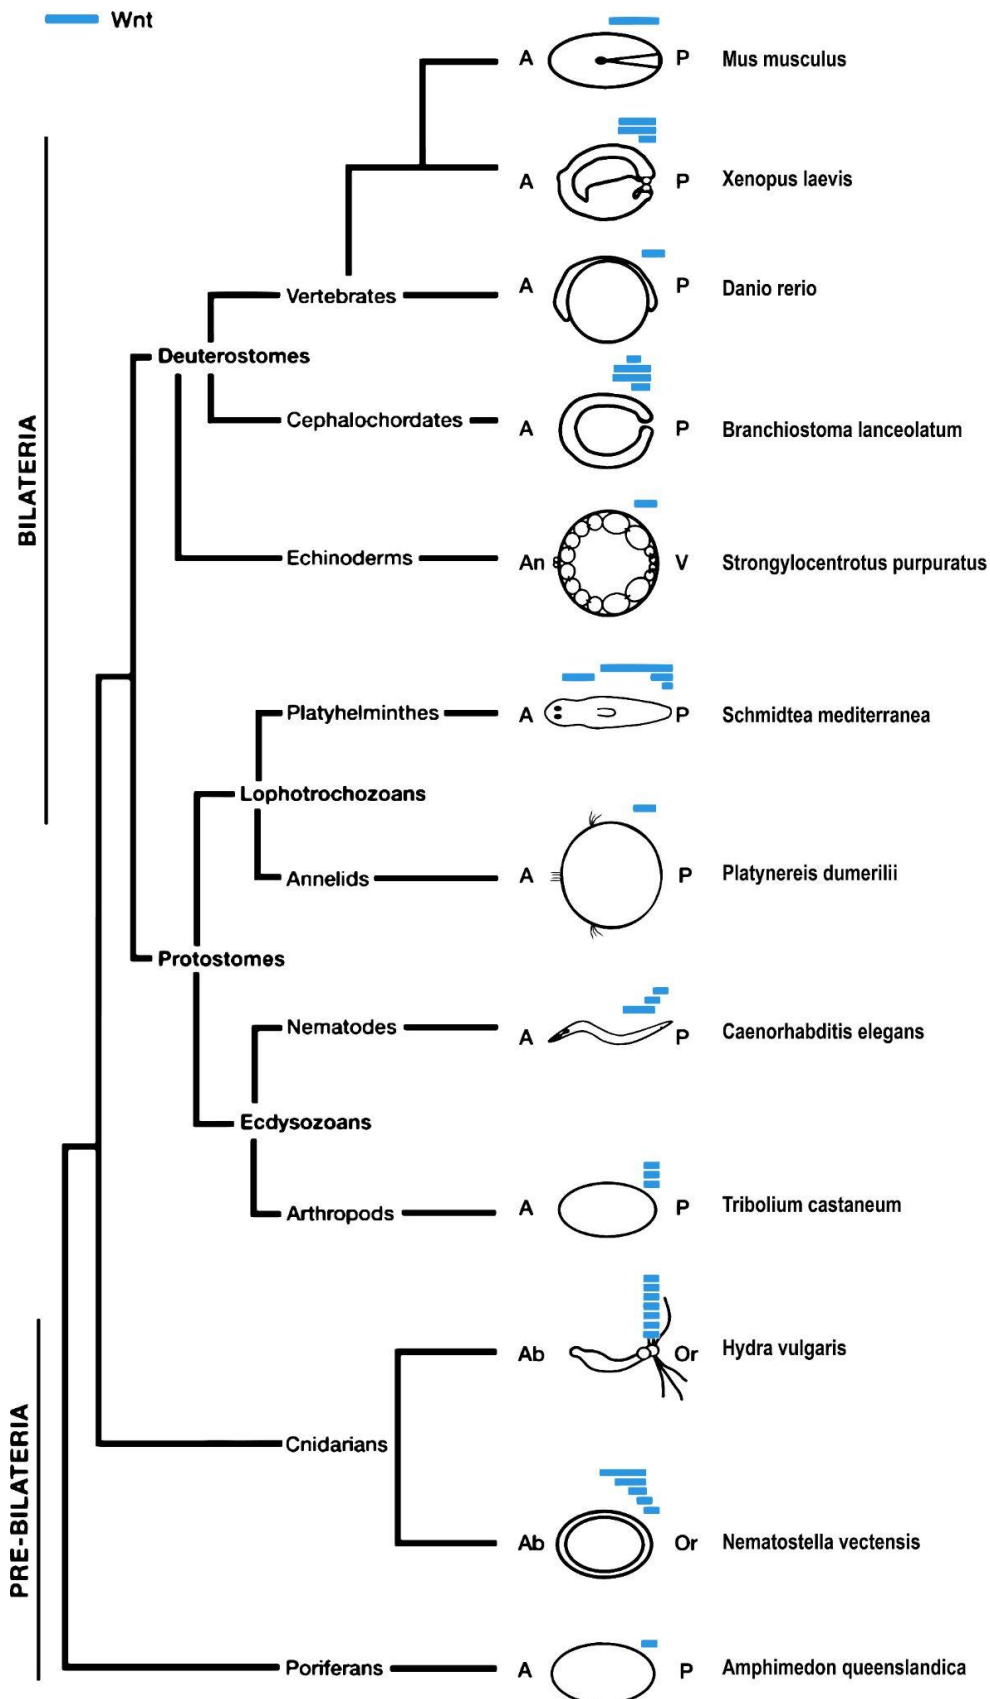 Wnt
A P Mus musculus
A P Xenopus laevis
Vertebrates A P Danio rerio
Deuterostomes
Cephalochordates A P Branchiostoma lanceolatum
BILATERIA
Echinoderms An V Strongylocentrotus purpuratus
Platyhelminthes A P Schmidtea mediterranea
Lophotrochozoans
Annelids A P Platynereis dumerilii
Protostomes
Nematodes A P Caenorhabditis elegans
Ecdysozoans
Arthropods A P Tribolium castaneum
Ab Or Hydra vulgaris
PRE-BILATERIA
Cnidarians
Ab Or Nematostella vectensis
Poriferans A P Amphimedon queenslandica